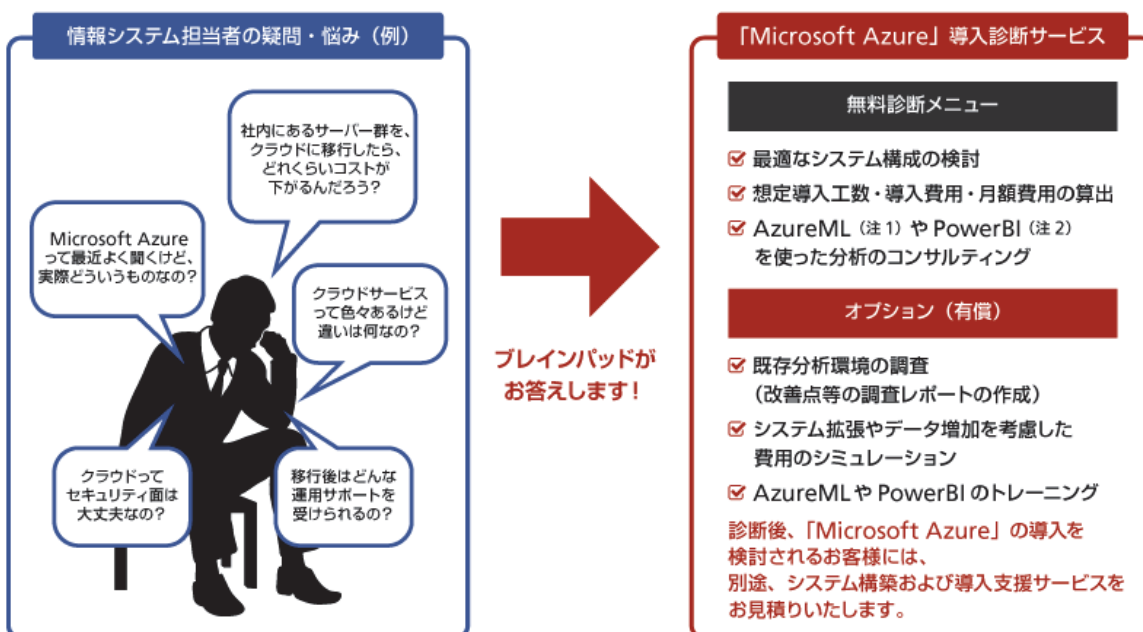 情報システム担当者の疑問・悩み（例）
社内にあるサーバー群を、
クラウドに移行したら、
どれくらいコストが
下がるんだろう？
Microsoft Azure
って最近よく聞くけど、
実際どういうものなの？
クラウドサービス
って色々あるけど
違いは何なの？
クラウドって
セキュリティ面は
大丈夫なの？
移行後はどんな
運用サポートを
受けられるの？
ブレインパッドが
お答えします！
「Microsoft Azure」導入診断サービス
無料診断メニュー
最適なシステム構成の検討
想定導入工数・導入費用・月額費用の算出
AzureML（注1）や PowerBI（注2）
を使った分析のコンサルティング
オプション（有償）
既存分析環境の調査
（改善点等の調査レポートの作成）
システム拡張やデータ増加を考慮した
費用のシミュレーション
AzureML や PowerBI のトレーニング
診断後、「Microsoft Azure」の導入を
検討されるお客様には、
別途、システム構築および導入支援サービスを
お見積りいたします。